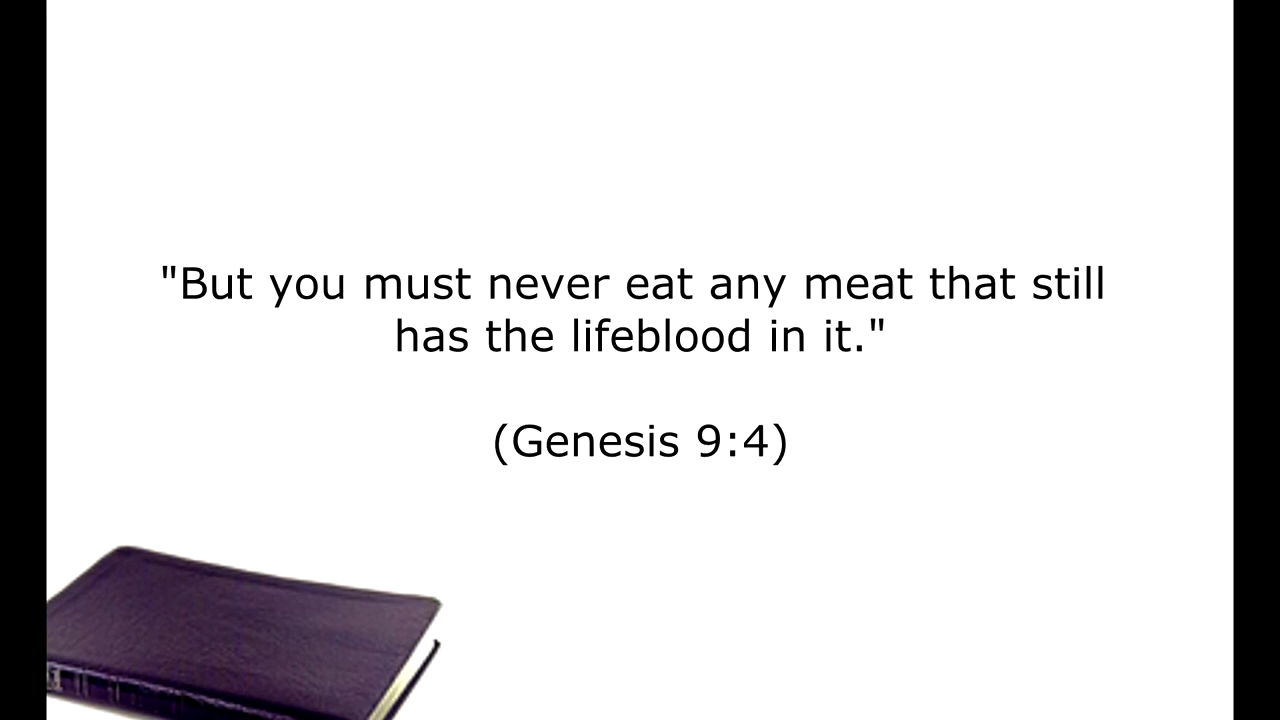 "But you must never eat any meat that still
has the lifeblood in it."
(Genesis 9:4)